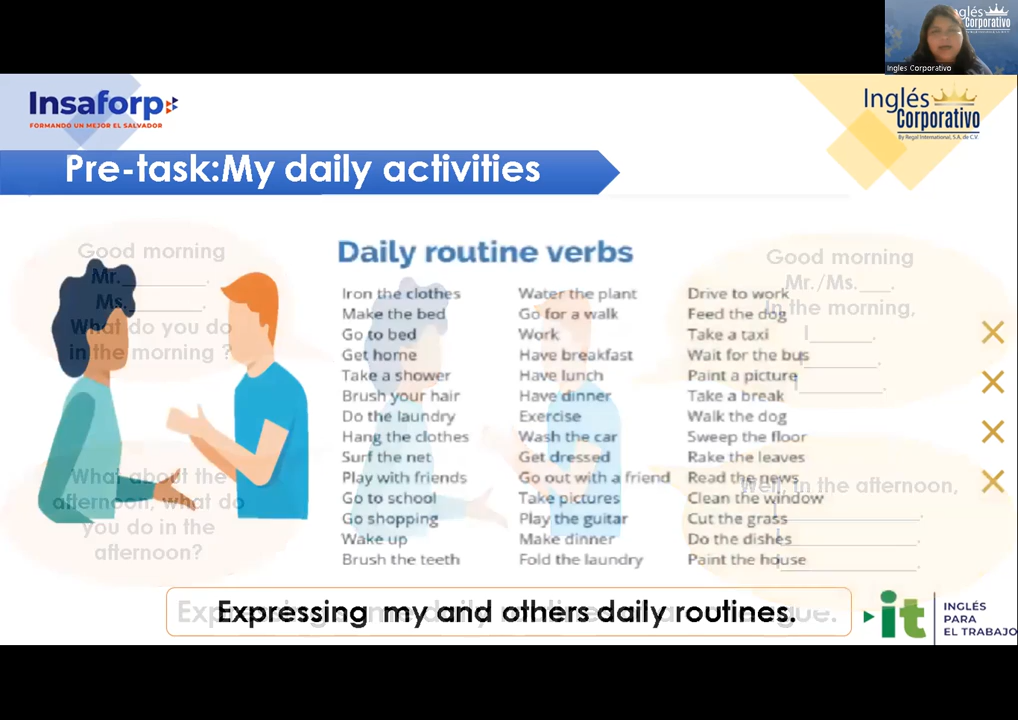 Inglés
Corporativo
Ingles Corporativo
Insaforp
FORMANDO UN MEJOR EL SALVADOR
Inglés
Corporativo
By Regal International, S.A. de C.V.
Pre-task:My daily activities
Good morning
Mr.________.
Ms.________.
What do you do
in the morning ?
What about the
afternoon, what do
you do in the
afternoon?
Daily routine verbs
Iron the clothes
Make the bed
Go to bed
Get home
Take a shower
Brush your hair
Do the laundry
Hang the clothes
Surf the net
Play with friends
Go to school
Go shopping
Wake up
Brush the teeth
Water the plant
Go for a walk
Work
Have breakfast
Have lunch
Have dinner
Exercise
Wash the car
Get dressed
Go out with a friend
Take pictures
Play the guitar
Make dinner
Fold the laundry
Drive to work
Feed the dog
Take a taxi
Wait for the bus
Paint a picture
Take a break
Walk the dog
Sweep the floor
Rake the leaves
Read the news
Clean the window
Cut the grass
Do the dishes
Paint the house
Good morning
Mr./Ms.___.
In the morning,
I______.
I________.
I________.
Well, in the afternoon,
I_____________.
I_____________.
I_____________.
Expressing my and others daily routines.
it
INGLÉS
PARA
EL TRABAJO